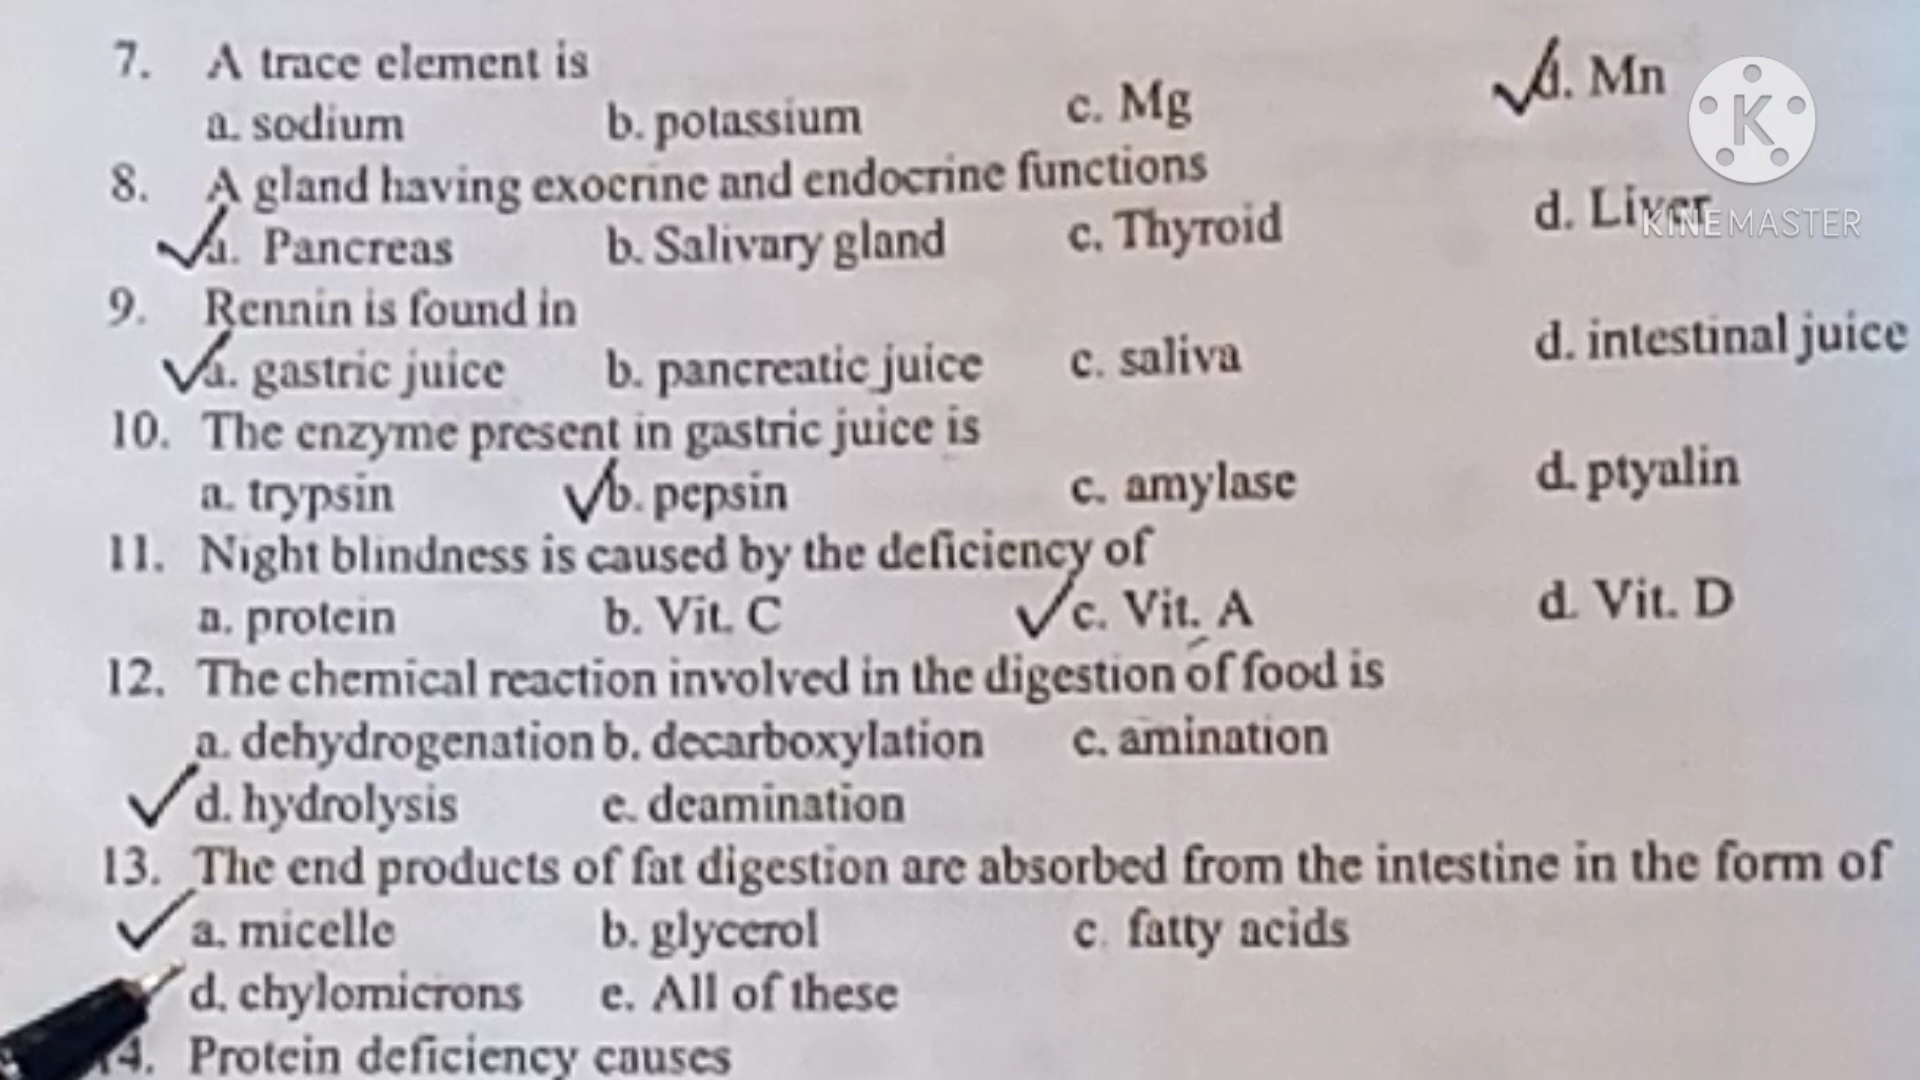 7. A trace element is
a. sodium b. potassium c. Mg d. Mn
8. A gland having exocrine and endocrine functions
a. Pancreas b. Salivary gland c. Thyroid d. Liver
9. Rennin is found in
a. gastric juice b. pancreatic juice c. saliva d. intestinal juice
10. The enzyme present in gastric juice is
a. trypsin b. pepsin c. amylase d. ptyalin
11. Night blindness is caused by the deficiency of
a. protein b. Vit. C c. Vit. A d. Vit. D
12. The chemical reaction involved in the digestion of food is
a. dehydrogenation b. decarboxylation c. amination
d. hydrolysis e. deamination
13. The end products of fat digestion are absorbed from the intestine in the form of
a. micelle b. glycerol c. fatty acids
d. chylomicrons e. All of these
14. Protein deficiency causes
K
KINEMASTER